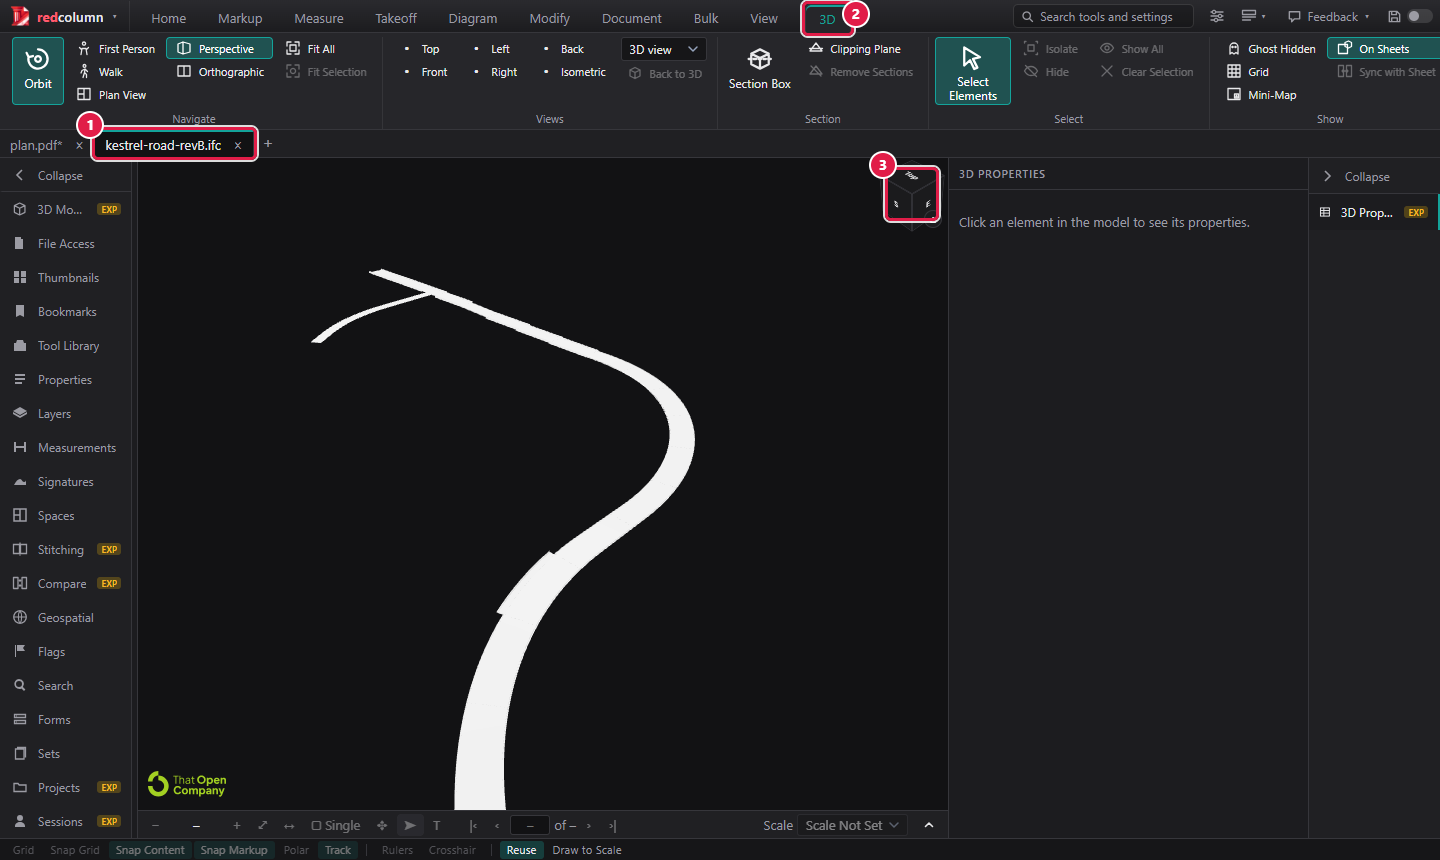 redcolumn
Home Markup Measure Takeoff Diagram Modify Document Bulk View 3D 2
Search tools and settings
Feedback
Orbit
First Person
Walk
Plan View
Perspective
Orthographic
Fit All
Fit Selection
Navigate
Top Left Back
Front Right Isometric
3D view
Back to 3D
Views
Section Box
Clipping Plane
Remove Sections
Section
Select
Elements
Isolate
Hide
Show All
Clear Selection
Select
Ghost Hidden
Grid
Mini-Map
On Sheets
Sync with Sheet
Show
1
plan.pdf* x kestrel-road-revB.ifc x +
Collapse
3D Mo... EXP
File Access
Thumbnails
Bookmarks
Tool Library
Properties
Layers
Measurements
Signatures
Spaces
Stitching EXP
Compare EXP
Geospatial
Flags
Search
Forms
Sets
Projects EXP
Sessions EXP
3
TOP
That Open
Company
3D PROPERTIES
Click an element in the model to see its properties.
Collapse
3D Prop... EXP
− – + Single T – of – Scale Scale Not Set
Grid Snap Grid Snap Content Snap Markup Polar Track Rulers Crosshair Reuse Draw to Scale